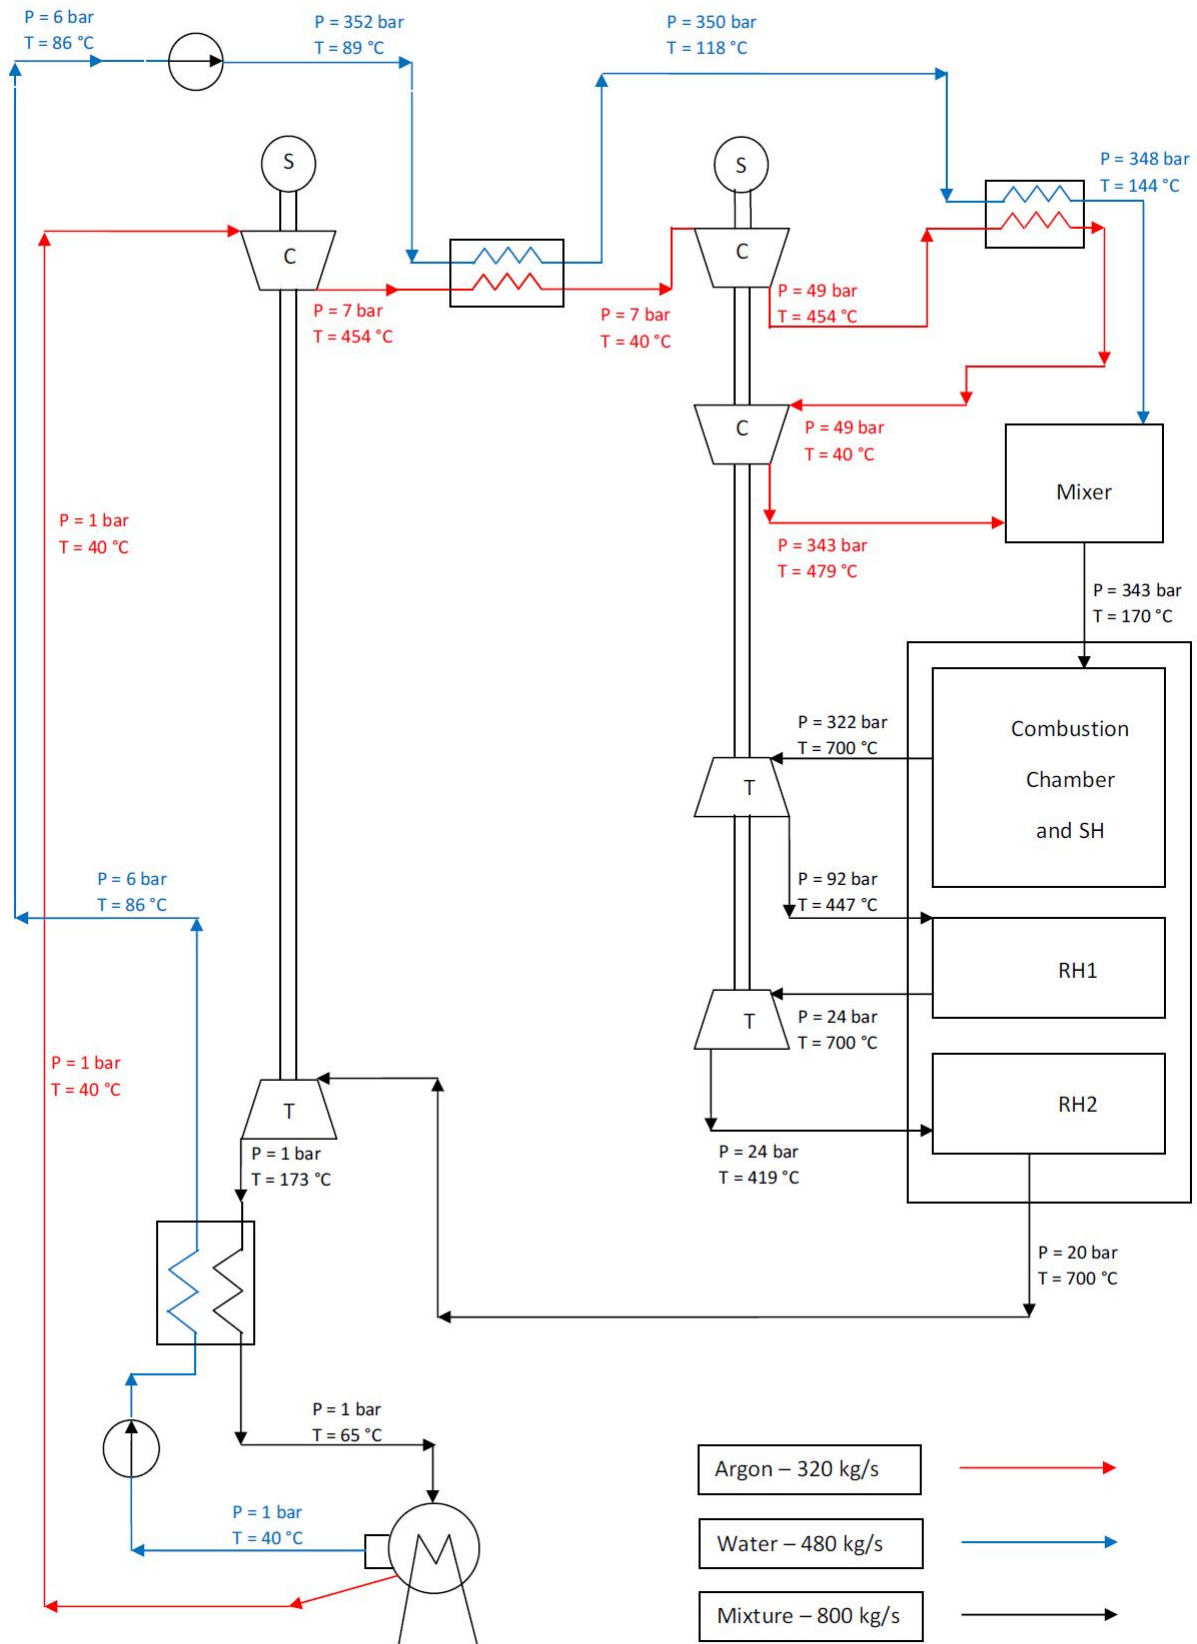 P = 6 bar
T = 86 °C
P = 352 bar
T = 89 °C
P = 350 bar
T = 118 °C
P = 348 bar
T = 144 °C
S
S
C
C
P = 7 bar
T = 454 °C
P = 7 bar
T = 40 °C
P = 49 bar
T = 454 °C
C
P = 49 bar
T = 40 °C
Mixer
P = 1 bar
T = 40 °C
P = 343 bar
T = 479 °C
P = 343 bar
T = 170 °C
Combustion
Chamber
and SH
P = 322 bar
T = 700 °C
T
P = 6 bar
T = 86 °C
P = 92 bar
T = 447 °C
RH1
T
P = 24 bar
T = 700 °C
P = 1 bar
T = 40 °C
RH2
T
P = 1 bar
T = 173 °C
P = 24 bar
T = 419 °C
P = 20 bar
T = 700 °C
P = 1 bar
T = 65 °C
P = 1 bar
T = 40 °C
Argon – 320 kg/s
Water – 480 kg/s
Mixture – 800 kg/s